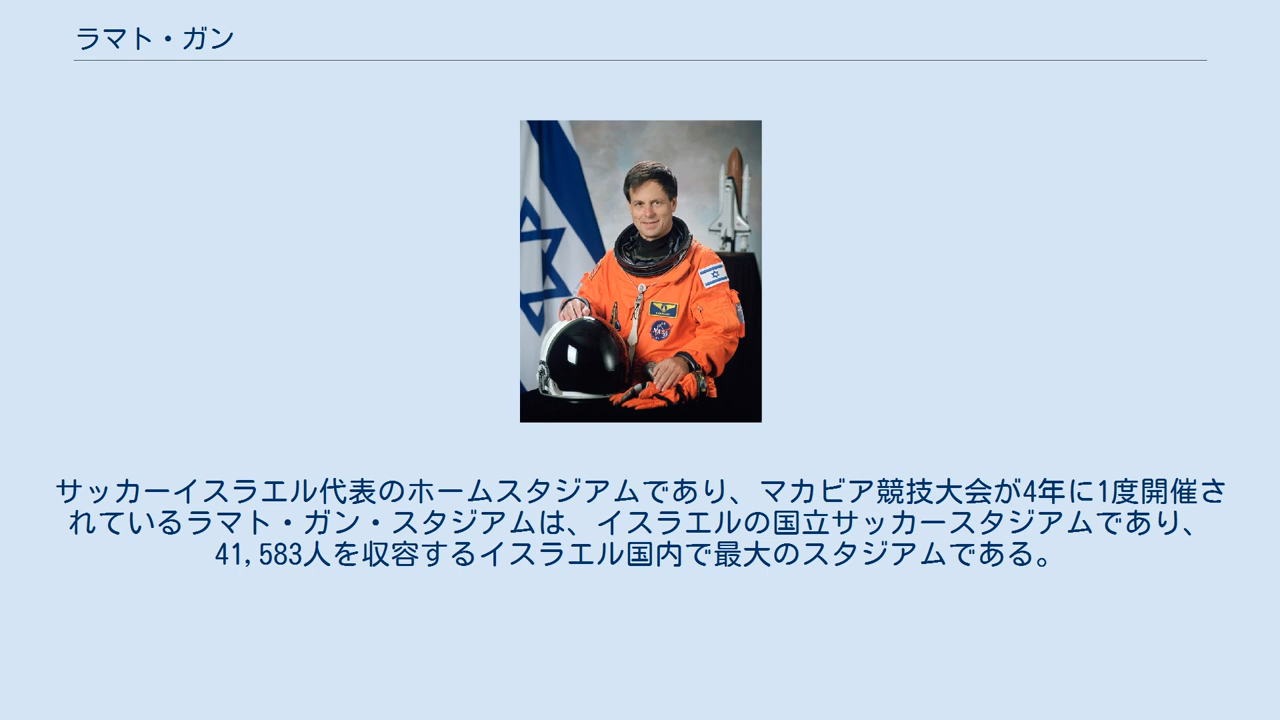 ラマト・ガン
NASA
サッカーイスラエル代表のホームスタジアムであり、マカビア競技大会が4年に1度開催さ
れているラマト・ガン・スタジアムは、イスラエルの国立サッカースタジアムであり、
41,583人を収容するイスラエル国内で最大のスタジアムである。